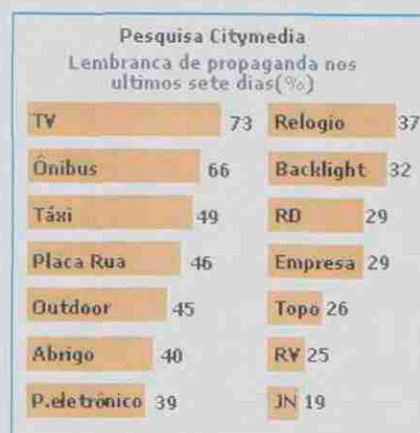 Pesquisa Citymedia
Lembranca de propaganda nos
ultimos sete dias(%)
TV 73
Ônibus 66
Táxi 49
Placa Rua 46
Outdoor 45
Abrigo 40
P.eletrônico 39
Relogio 37
Backlight 32
RD 29
Empresa 29
Topo 26
RV 25
JN 19